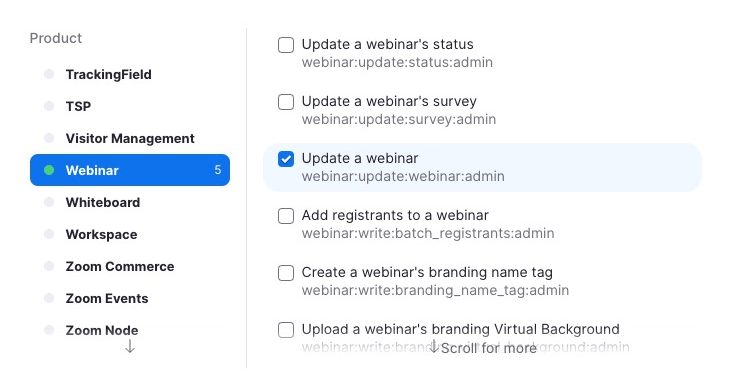 Product
TrackingField
TSP
Visitor Management
Webinar 5
Whiteboard
Workspace
Zoom Commerce
Zoom Events
Zoom Node
Update a webinar's status
webinar:update:status:admin
Update a webinar's survey
webinar:update:survey:admin
Update a webinar
webinar:update:webinar:admin
Add registrants to a webinar
webinar:write:batch_registrants:admin
Create a webinar's branding name tag
webinar:write:branding_name_tag:admin
Upload a webinar's branding Virtual Background
webinar:write:branding_virtual_background:admin
Scroll for more